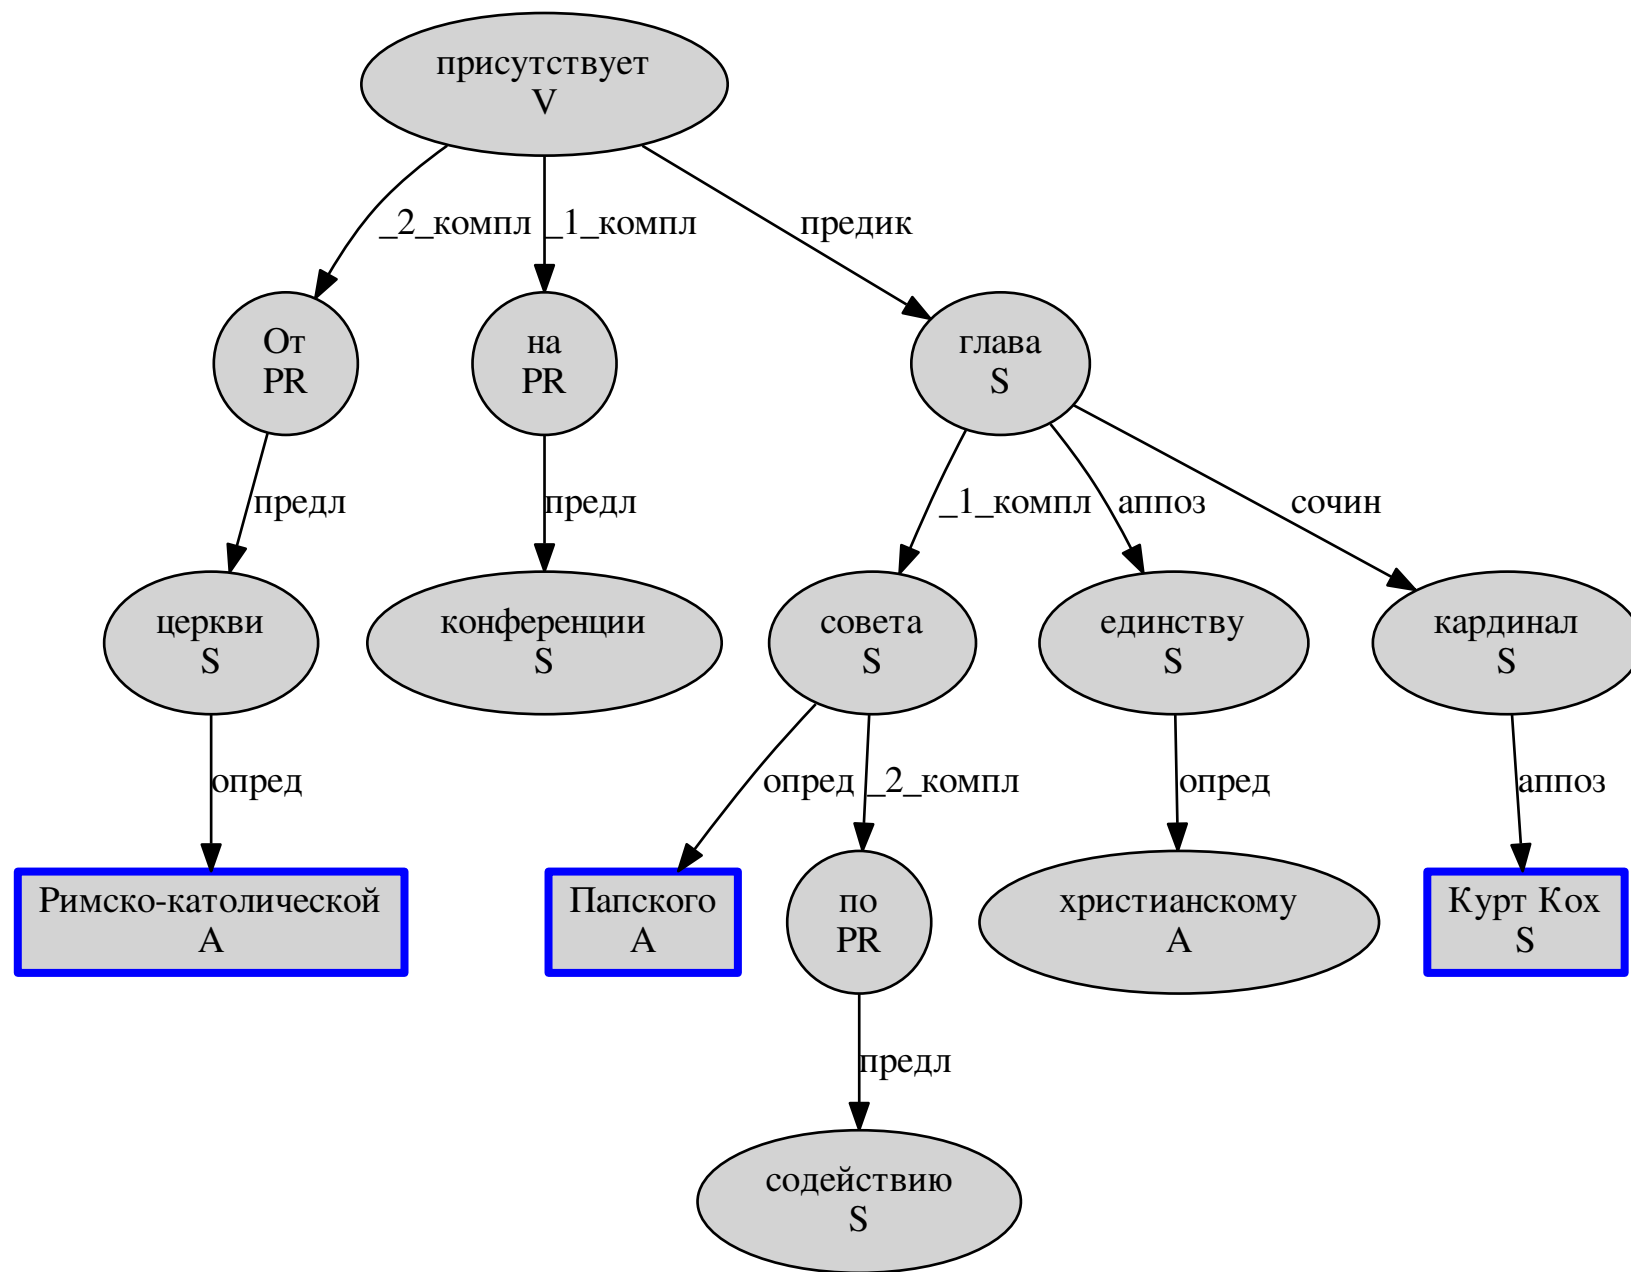 присутствует
V
_2_компл
_1_компл
предик
От
PR
на
PR
глава
S
предл
предл
_1_компл
аппоз
сочин
церкви
S
конференции
S
совета
S
единству
S
кардинал
S
опред
опред
_2_компл
опред
аппоз
Римско-католической
A
Папского
A
по
PR
христианскому
A
Курт Кох
S
предл
содействию
S